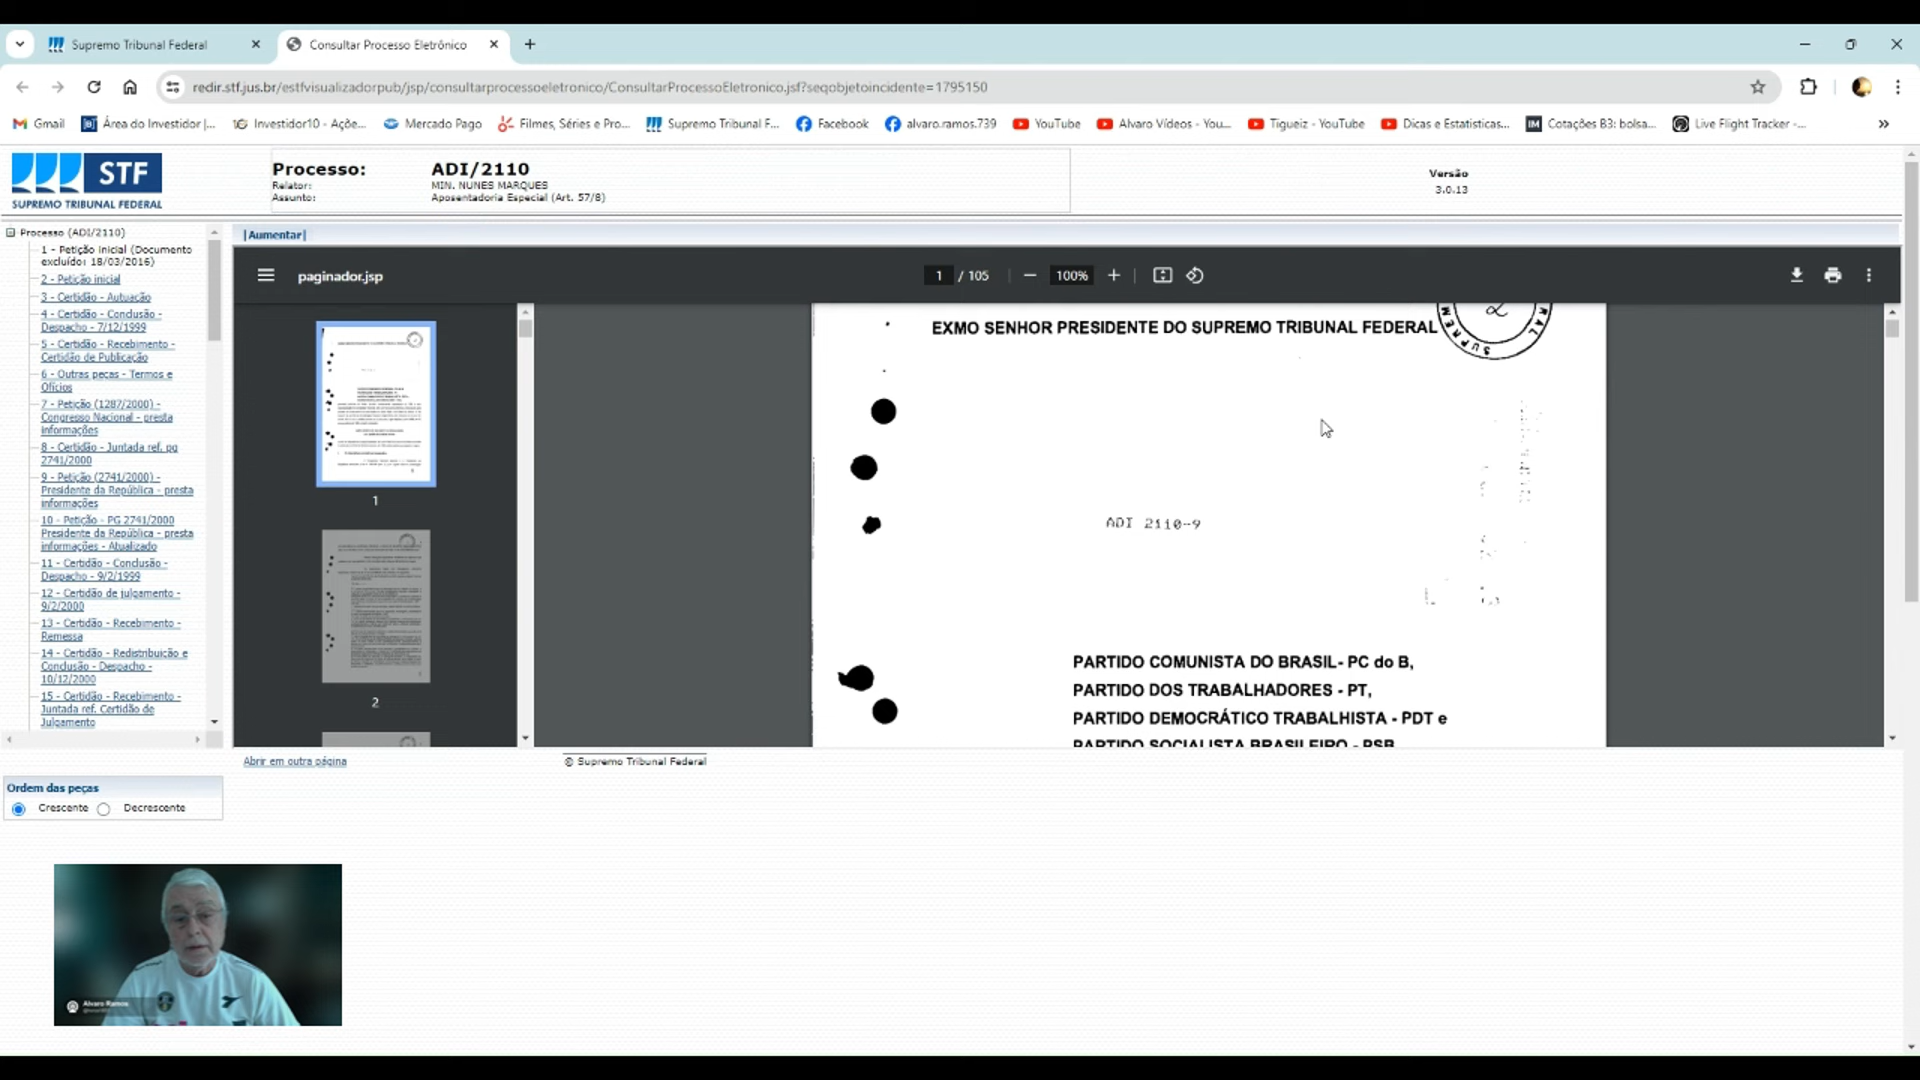 Supremo Tribunal Federal
Consultar Processo Eletrônico
redir.stf.jus.br/estfvisualizadorpub/jsp/consultarprocessoeletronico/ConsultarProcessoEletronico.jsf?seqobjetoincidente=1795150
Gmail
Área do Investidor |...
Investidor10 - Açõe...
Mercado Pago
Filmes, Séries e Pro...
Supremo Tribunal F...
Facebook
alvaro.ramos.739
YouTube
Alvaro Vídeos - You...
Tigueiz - YouTube
Dicas e Estatisticas...
Cotações B3: bolsa...
Live Flight Tracker -...
STF
SUPREMO TRIBUNAL FEDERAL
Processo: ADI/2110
Relator: MIN. NUNES MARQUES
Assunto: Aposentadoria Especial (Art. 57/8)
Versão
3.0.13
Processo (ADI/2110)
1 - Petição Inicial (Documento
excluído: 18/03/2016)
2 - Petição inicial
3 - Certidão - Autuação
4 - Certidão - Conclusão -
Despacho - 7/12/1999
5 - Certidão - Recebimento -
Certidão de Publicação
6 - Outras peças - Termos e
Ofícios
7 - Petição (1287/2000) -
Congresso Nacional - presta
informações
8 - Certidão - Juntada ref. pg
2741/2000
9 - Petição (2741/2000) -
Presidente da República - presta
informações
10 - Petição - PG 2741/2000
Presidente da República - presta
informações - Atualizado
11 - Certidão - Conclusão -
Despacho - 9/2/1999
12 - Certidão de julgamento -
9/2/2000
13 - Certidão - Recebimento -
Remessa
14 - Certidão - Redistribuição e
Conclusão - Despacho -
10/12/2000
15 - Certidão - Recebimento -
Juntada ref. Certidão de
Julgamento
|Aumentar|
paginador.jsp
1 / 105
100%
1
2
EXMO SENHOR PRESIDENTE DO SUPREMO TRIBUNAL FEDERAL
ADI 2110-9
PARTIDO COMUNISTA DO BRASIL- PC do B,
PARTIDO DOS TRABALHADORES - PT,
PARTIDO DEMOCRÁTICO TRABALHISTA - PDT e
PARTIDO SOCIALISTA BRASILEIRO - PSB
Abrir em outra página
© Supremo Tribunal Federal
Ordem das peças
Crescente
Decrescente
Alvaro Ramos